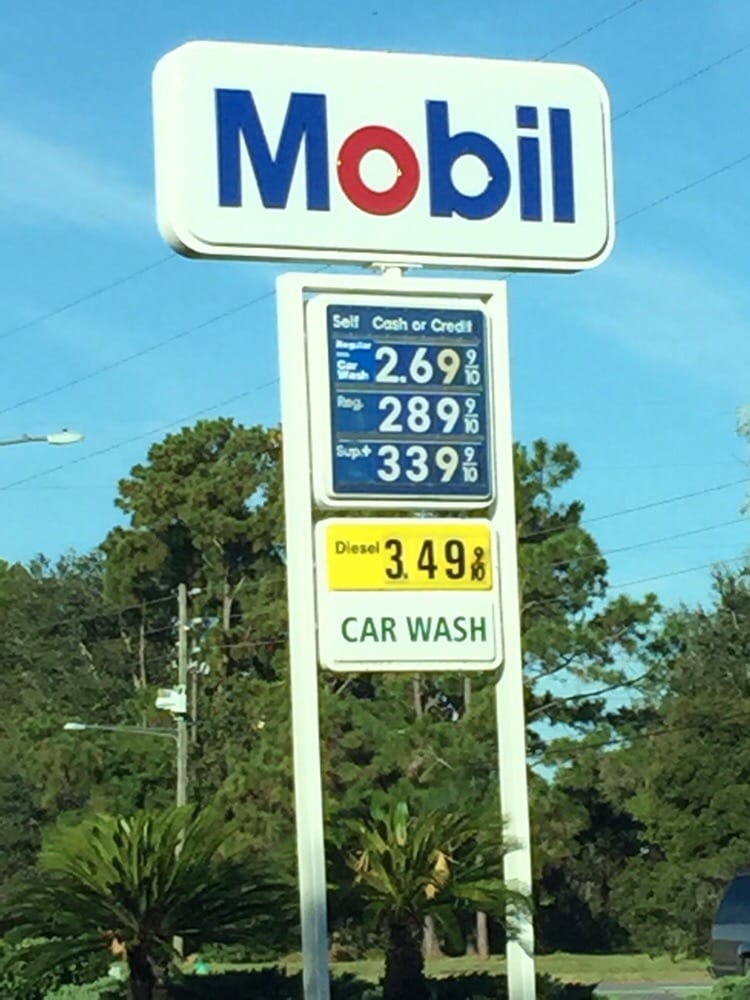 Mobil
Self Cash or Credit
Regular
Car
Wash
2.69 9/10
Reg. 289 9/10
Sup.+ 339 9/10
Diesel 3.49 9/10
CAR WASH